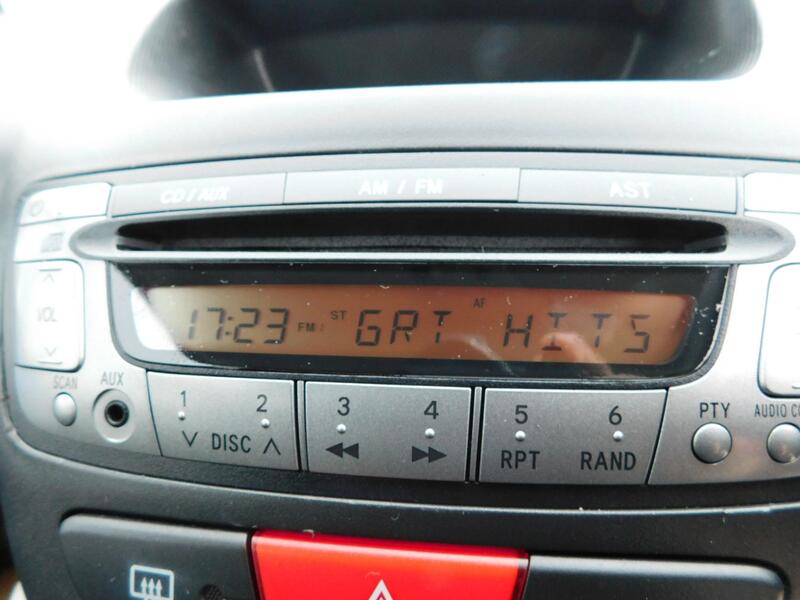 CD / AUX AM / FM AST
VOL
17:23 FM1 ST GRT AF HITS
SCAN AUX 1 2 3 4 5 6 PTY
DISC RPT RAND